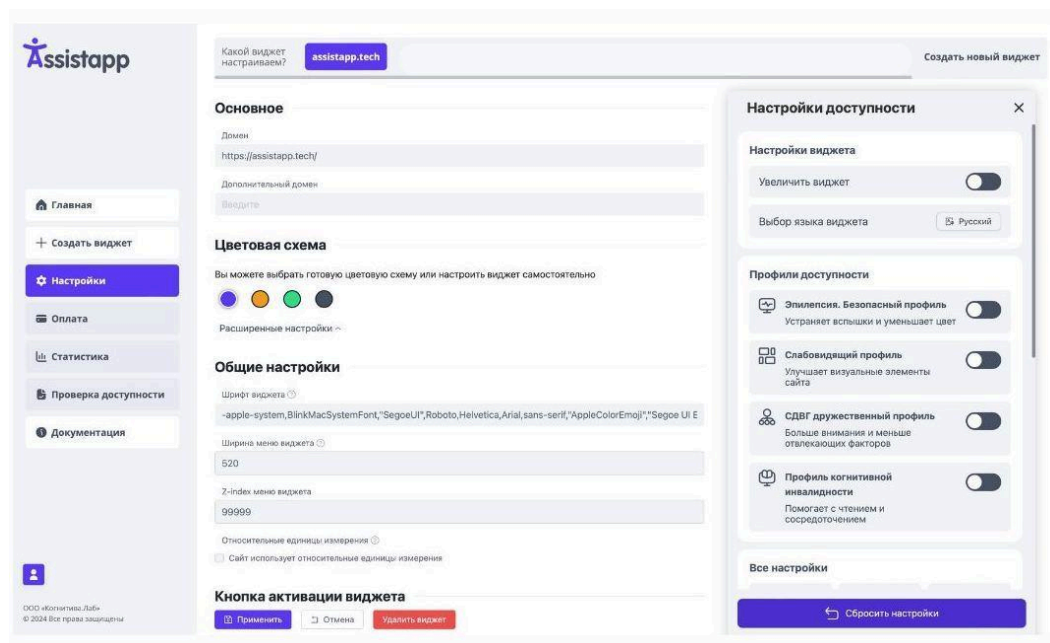 Assistapp
Главная
Создать виджет
Настройки
Оплата
Статистика
Проверка доступности
Документация
ООО «Когнитива Лаб»
© 2024 Все права защищены
Какой виджет
настраиваем?
assistapp.tech
Создать новый виджет
Основное
Домен
https://assistapp.tech/
Дополнительный домен
Введите
Цветовая схема
Вы можете выбрать готовую цветовую схему или настроить виджет самостоятельно
Расширенные настройки
Общие настройки
Шрифт виджета
-apple-system,BlinkMacSystemFont,"SegoeUI",Roboto,Helvetica,Arial,sans-serif,"AppleColorEmoji","Segoe UI E
Ширина меню виджета
520
Z-index меню виджета
99999
Относительные единицы измерения
Сайт использует относительные единицы измерения
Кнопка активации виджета
Применить
Отмена
Удалить виджет
Настройки доступности
Настройки виджета
Увеличить виджет
Выбор языка виджета
Русский
Профили доступности
Эпилепсия. Безопасный профиль
Устраняет вспышки и уменьшает цвет
Слабовидящий профиль
Улучшает визуальные элементы
сайта
СДВГ дружественный профиль
Больше внимания и меньше
отвлекающих факторов
Профиль когнитивной
инвалидности
Помогает с чтением и
сосредоточением
Все настройки
Сбросить настройки